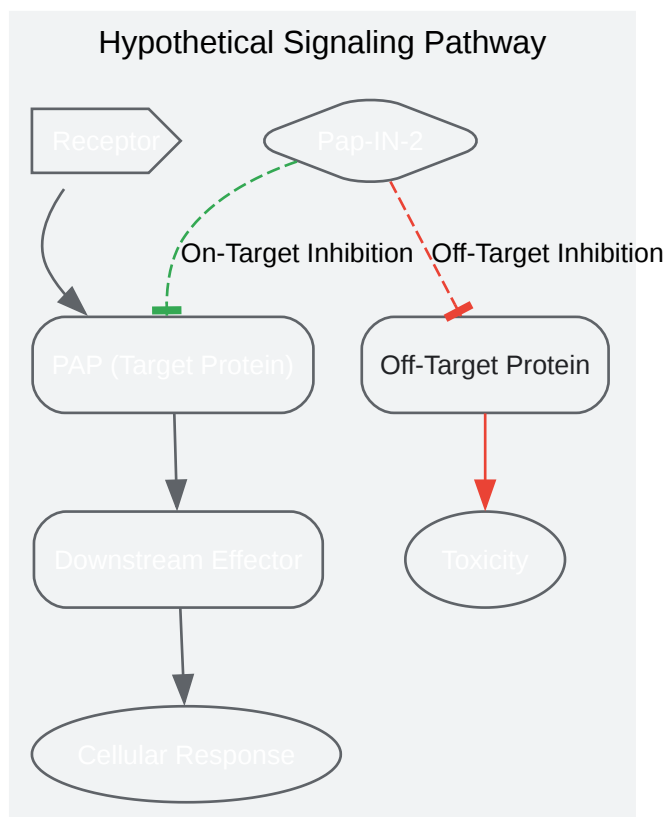 Hypothetical Signaling Pathway
Receptor
Pap-IN-2
On-Target Inhibition
Off-Target Inhibition
PAP (Target Protein)
Off-Target Protein
Downstream Effector
Toxicity
Cellular Response